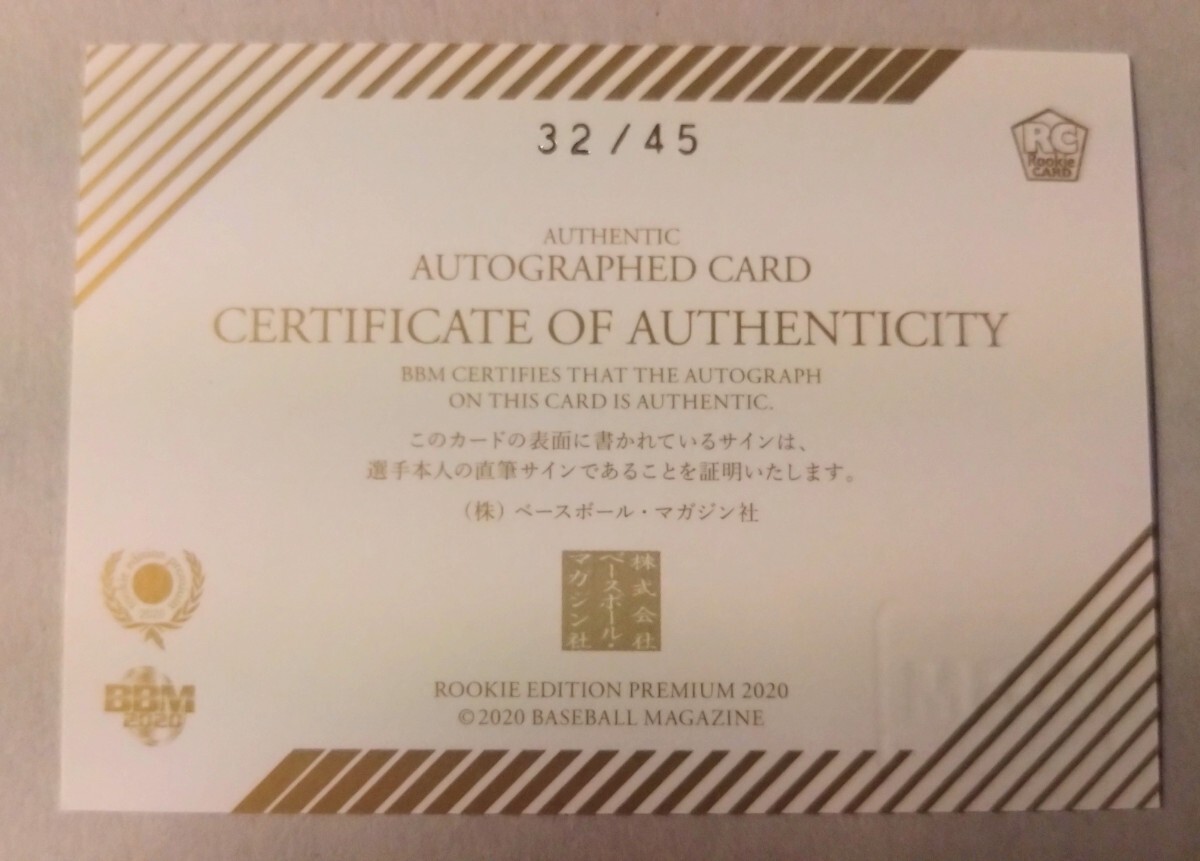 32/45
RC
Rookie
CARD
AUTHENTIC
AUTOGRAPHED CARD
CERTIFICATE OF AUTHENTICITY
BBM CERTIFIES THAT THE AUTOGRAPH
ON THIS CARD IS AUTHENTIC.
このカードの表面に書かれているサインは、
選手本人の直筆サインであることを証明いたします。
(株)ベースボール・マガジン社
株式会社
ベースボール・
マガジン社
BBM
2020
ROOKIE EDITION PREMIUM 2020
©2020 BASEBALL MAGAZINE